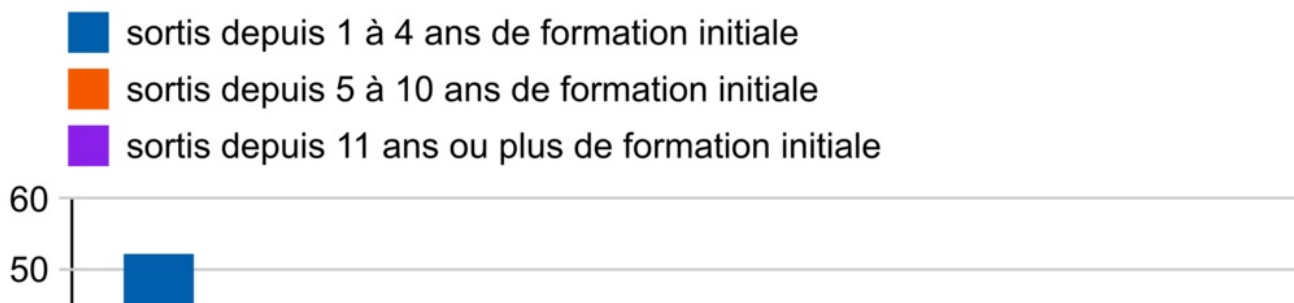 sortis depuis 1 à 4 ans de formation initiale
sortis depuis 5 à 10 ans de formation initiale
sortis depuis 11 ans ou plus de formation initiale
60
50